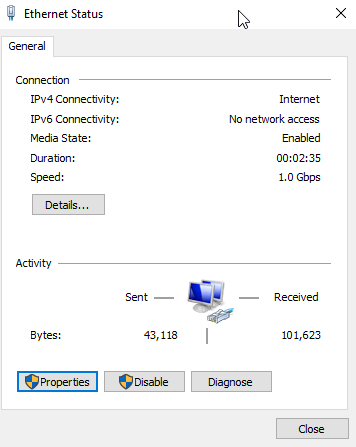 Ethernet Status
General
Connection
IPv4 Connectivity: Internet
IPv6 Connectivity: No network access
Media State: Enabled
Duration: 00:02:35
Speed: 1.0 Gbps
Details...
Activity
Sent Received
Bytes: 43,118 101,623
Properties Disable Diagnose
Close